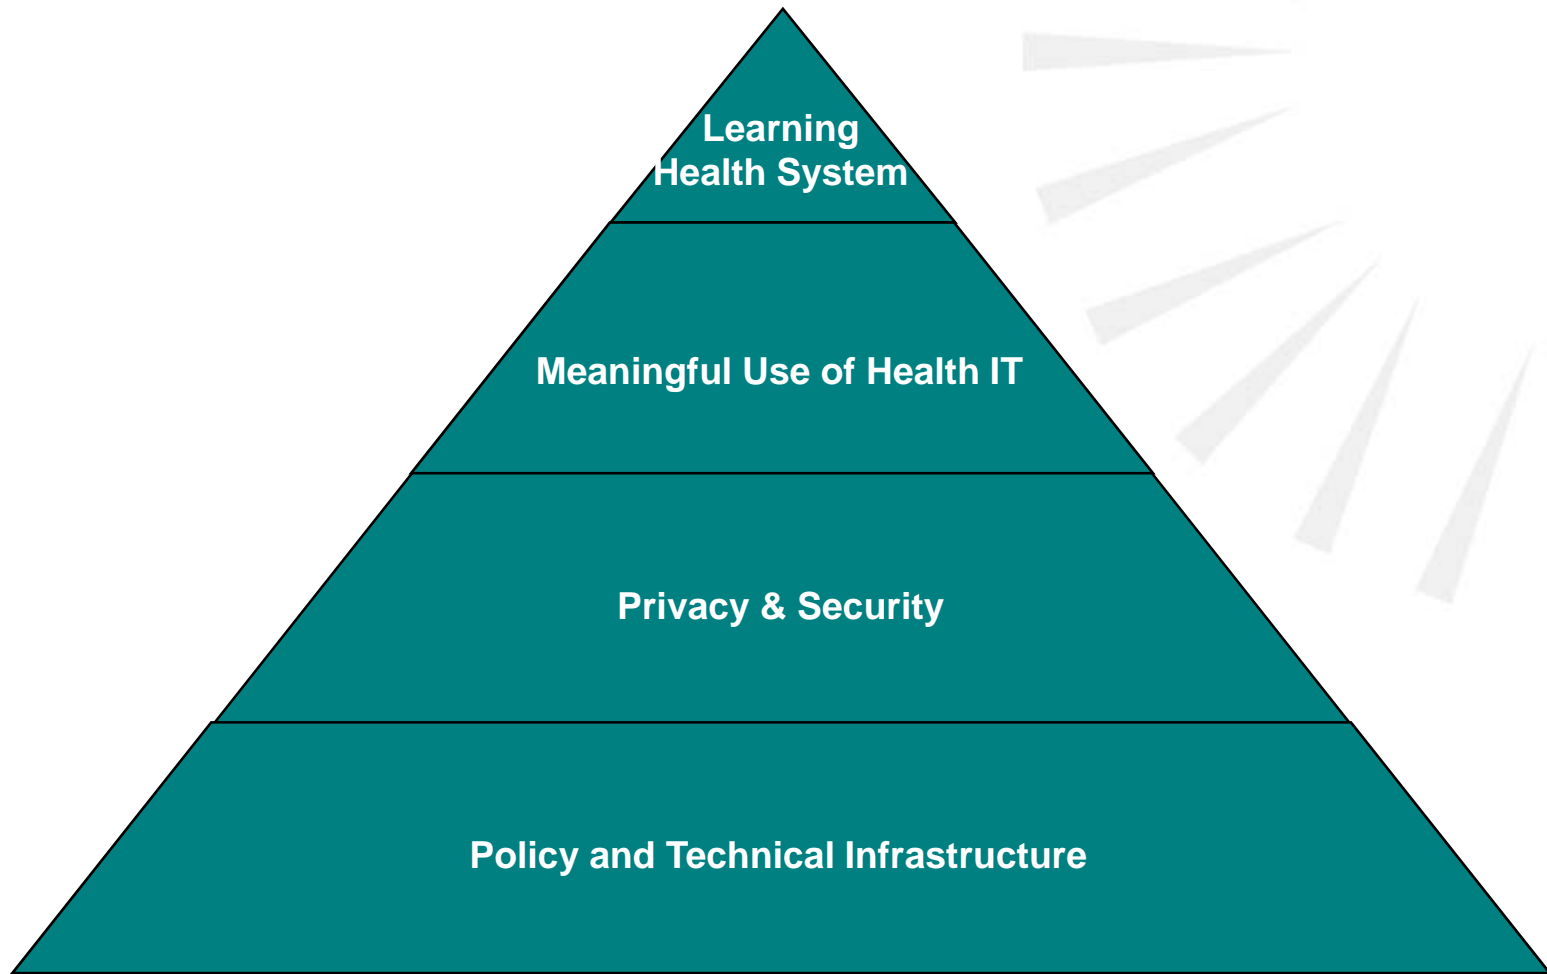 Learning
Health System
Meaningful Use of Health IT
Privacy & Security
Policy and Technical Infrastructure